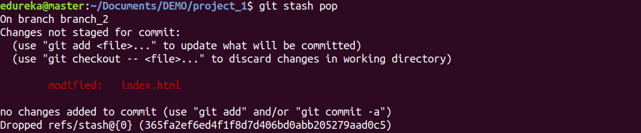 edureka@master:~/Documents/DEMO/project_1$ git stash pop
On branch branch_2
Changes not staged for commit:
  (use "git add <file>..." to update what will be committed)
  (use "git checkout -- <file>..." to discard changes in working directory)
        modified:   index.html
no changes added to commit (use "git add" and/or "git commit -a")
Dropped refs/stash@{0} (365fa2ef6ed4f1f8d7d406bd0abb205279aad0c5)